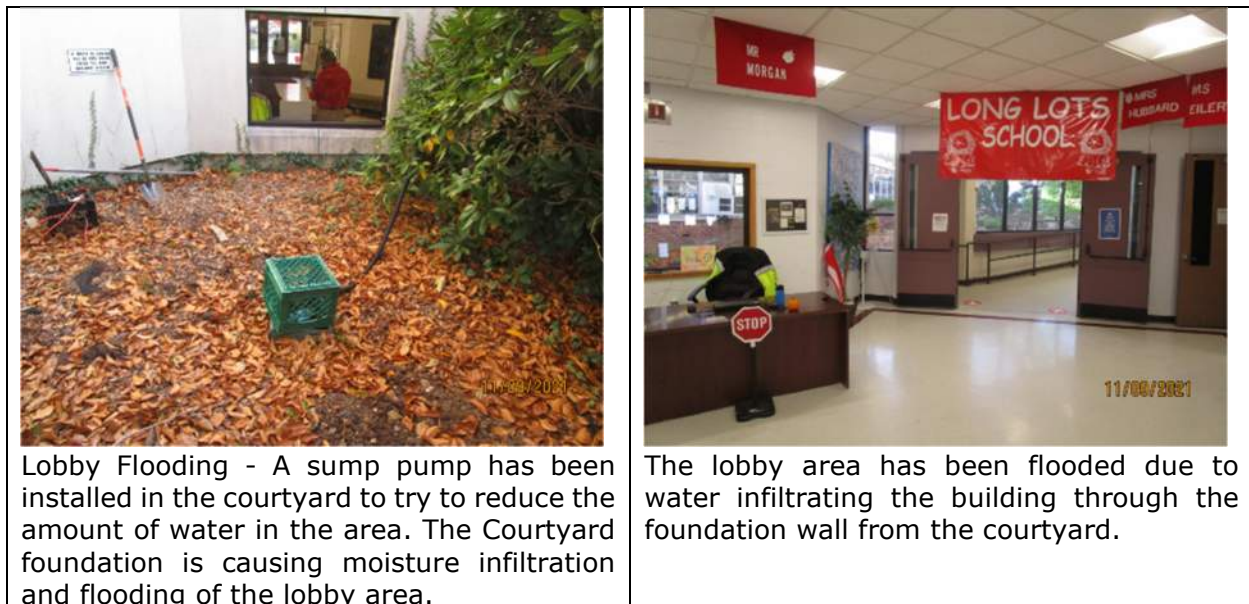 11/09/2021
MR
MORGAN
LONG LOTS
SCHOOL
MRS
HUBBARD
MS
EILER
STOP
11/09/2021
Lobby Flooding - A sump pump has been
installed in the courtyard to try to reduce the
amount of water in the area. The Courtyard
foundation is causing moisture infiltration
and flooding of the lobby area.
The lobby area has been flooded due to
water infiltrating the building through the
foundation wall from the courtyard.